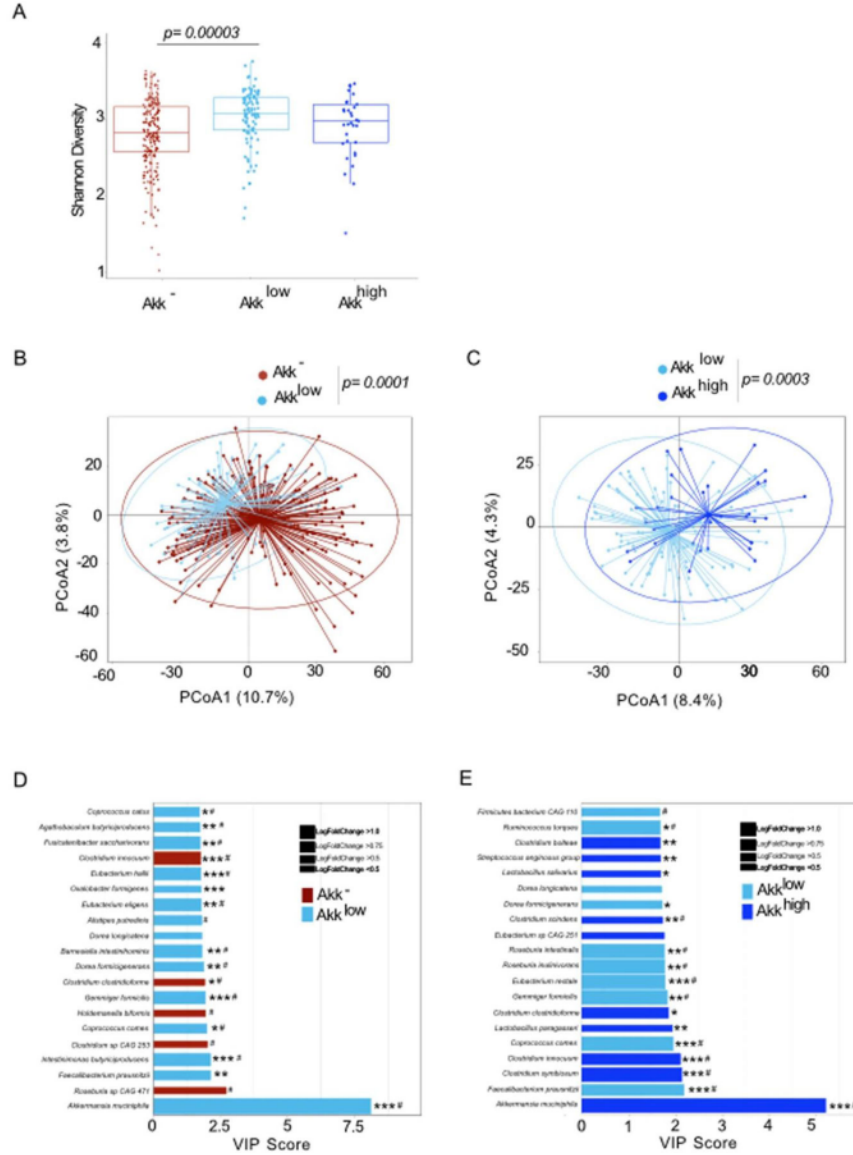 A
p= 0.00003
4
3
2
1
Shannon Diversity
Akk -
Akk low
Akk high
B
Akk -
Akk low
p= 0.0001
20
0
-20
-40
-60
PCoA2 (3.8%)
-60
-30
0
30
60
PCoA1 (10.7%)
C
Akk low
Akk high
p= 0.0003
25
0
-25
-50
PCoA2 (4.3%)
-30
0
30
60
PCoA1 (8.4%)
D
Coprococcus catus * #
Agathobaculum butyriciproducens ** #
Fusicatenibacter saccharivorans ** #
Clostridium innocuum *** #
Eubacterium hallii *** #
Oxalobacter formigenes ***
Eubacterium eligens ** #
Alistipes putredinis #
Dorea longicatena
Barnesiella intestinihominis ** #
Dorea formicigenerans ** #
Clostridium clostridioforme * #
Gemmiger formicilis *** #
Holdemanella biformis #
Coprococcus comes * #
Clostridium sp CAG 253 #
Intestinimonas butyriciproducens *** #
Faecalibacterium prausnitzii **
Roseburia sp CAG 471
Akkermansia muciniphila *** #
LogFoldChange >1.0
LogFoldChange >0.75
LogFoldChange >0.5
LogFoldChange <0.5
Akk -
Akk low
0
2.5
5
7.5
VIP Score
E
Firmicutes bacterium CAG 110 #
Ruminococcus torques * #
Clostridium bolteae **
Streptococcus anginosus group **
Lactobacillus salivarius *
Dorea longicatena
Dorea formicigenerans *
Clostridium scindens ** #
Eubacterium sp CAG 251
Roseburia intestinalis ** #
Roseburia inulinivorans ** #
Eubacterium rectale *** #
Gemmiger formicilis ** #
Clostridium clostridioforme *
Lactobacillus paragasseri **
Coprococcus comes *** #
Clostridium innocuum *** #
Clostridium symbiosum *** #
Faecalibacterium prausnitzii *** #
Akkermansia muciniphila ***
LogFoldChange >1.0
LogFoldChange >0.75
LogFoldChange >0.5
LogFoldChange <0.5
Akk low
Akk high
0
1
2
3
4
5
VIP Score